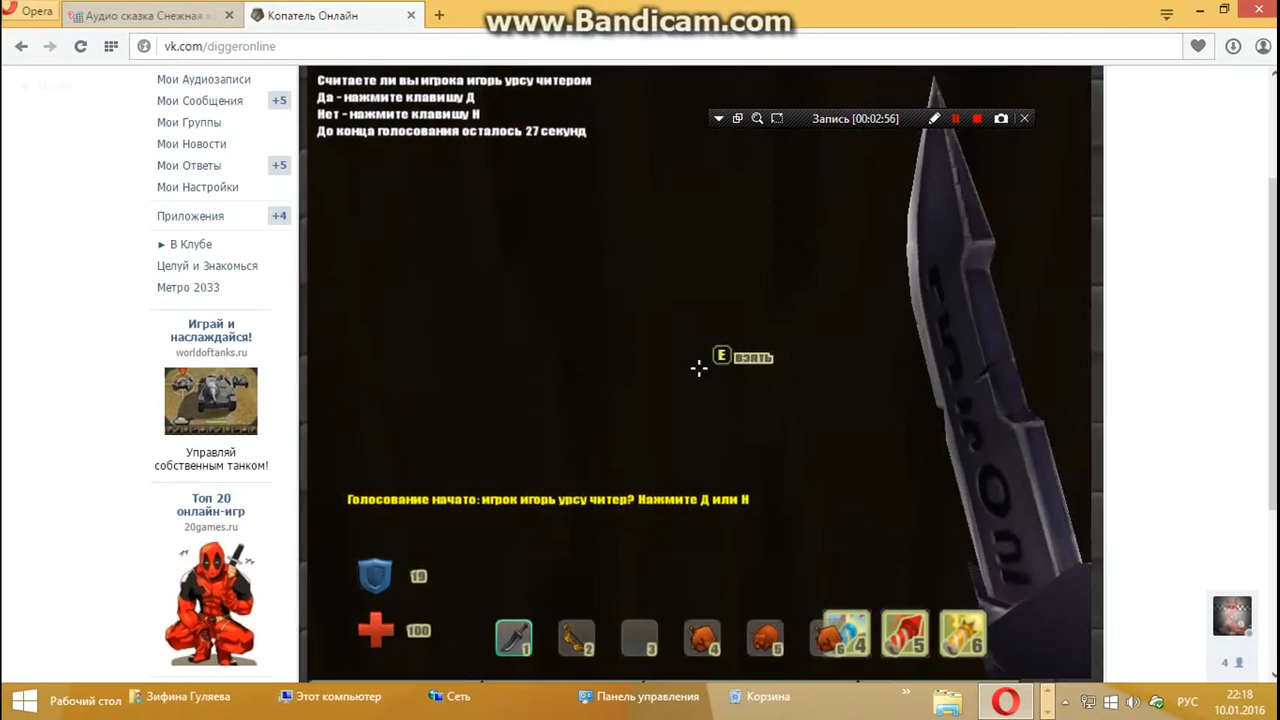 www.Bandicam.com
Opera
Аудио сказка Снежная к
Копатель Онлайн
vk.com/diggeronline
Мои Аудиозаписи
Мои Сообщения +5
Мои Группы
Мои Новости
Мои Ответы +5
Мои Настройки
Приложения +4
► В Клубе
Целуй и Знакомься
Метро 2033
Играй и
наслаждайся!
worldoftanks.ru
Управляй
собственным танком!
Топ 20
онлайн-игр
20games.ru
Считаете ли вы игрока игорь урсу читером
Да - нажмите клавишу Д
Нет - нажмите клавишу Н
До конца голосования осталось 27 секунд
Запись [00:02:56]
E взять
Голосование начато: игрок игорь урсу читер? Нажмите Д или Н
19
100
1 2 3 4 5 6 4 5 6
4
Рабочий стол
Зифина Гуляева
Этот компьютер
Сеть
Панель управления
Корзина
РУС
22:18
10.01.2016